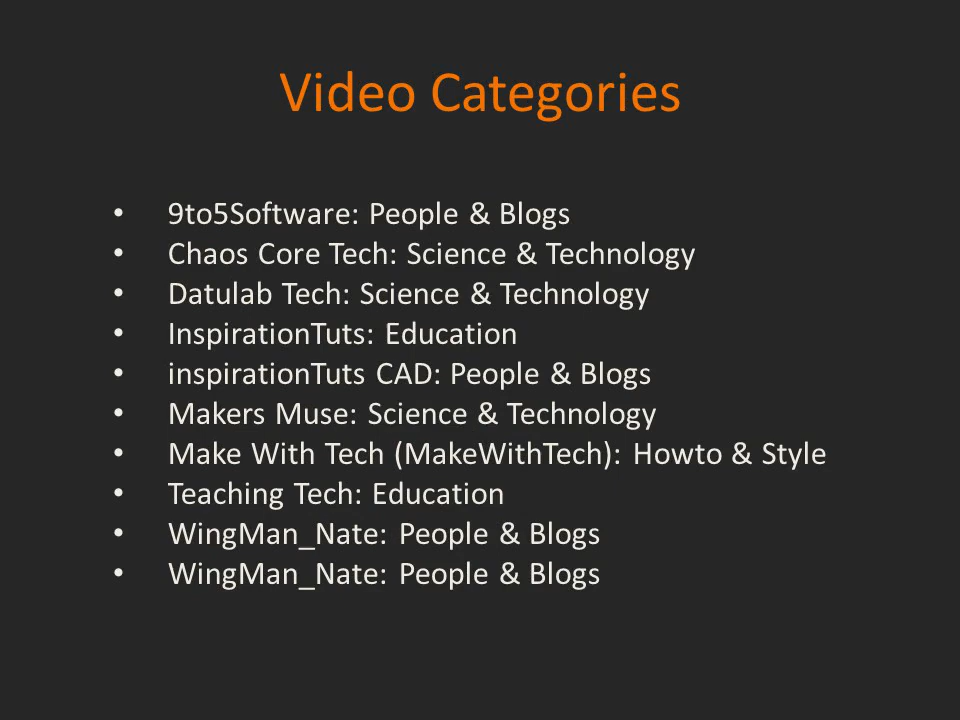 Video Categories
• 9to5Software: People & Blogs
• Chaos Core Tech: Science & Technology
• Datulab Tech: Science & Technology
• InspirationTuts: Education
• inspirationTuts CAD: People & Blogs
• Makers Muse: Science & Technology
• Make With Tech (MakeWithTech): Howto & Style
• Teaching Tech: Education
• WingMan_Nate: People & Blogs
• WingMan_Nate: People & Blogs